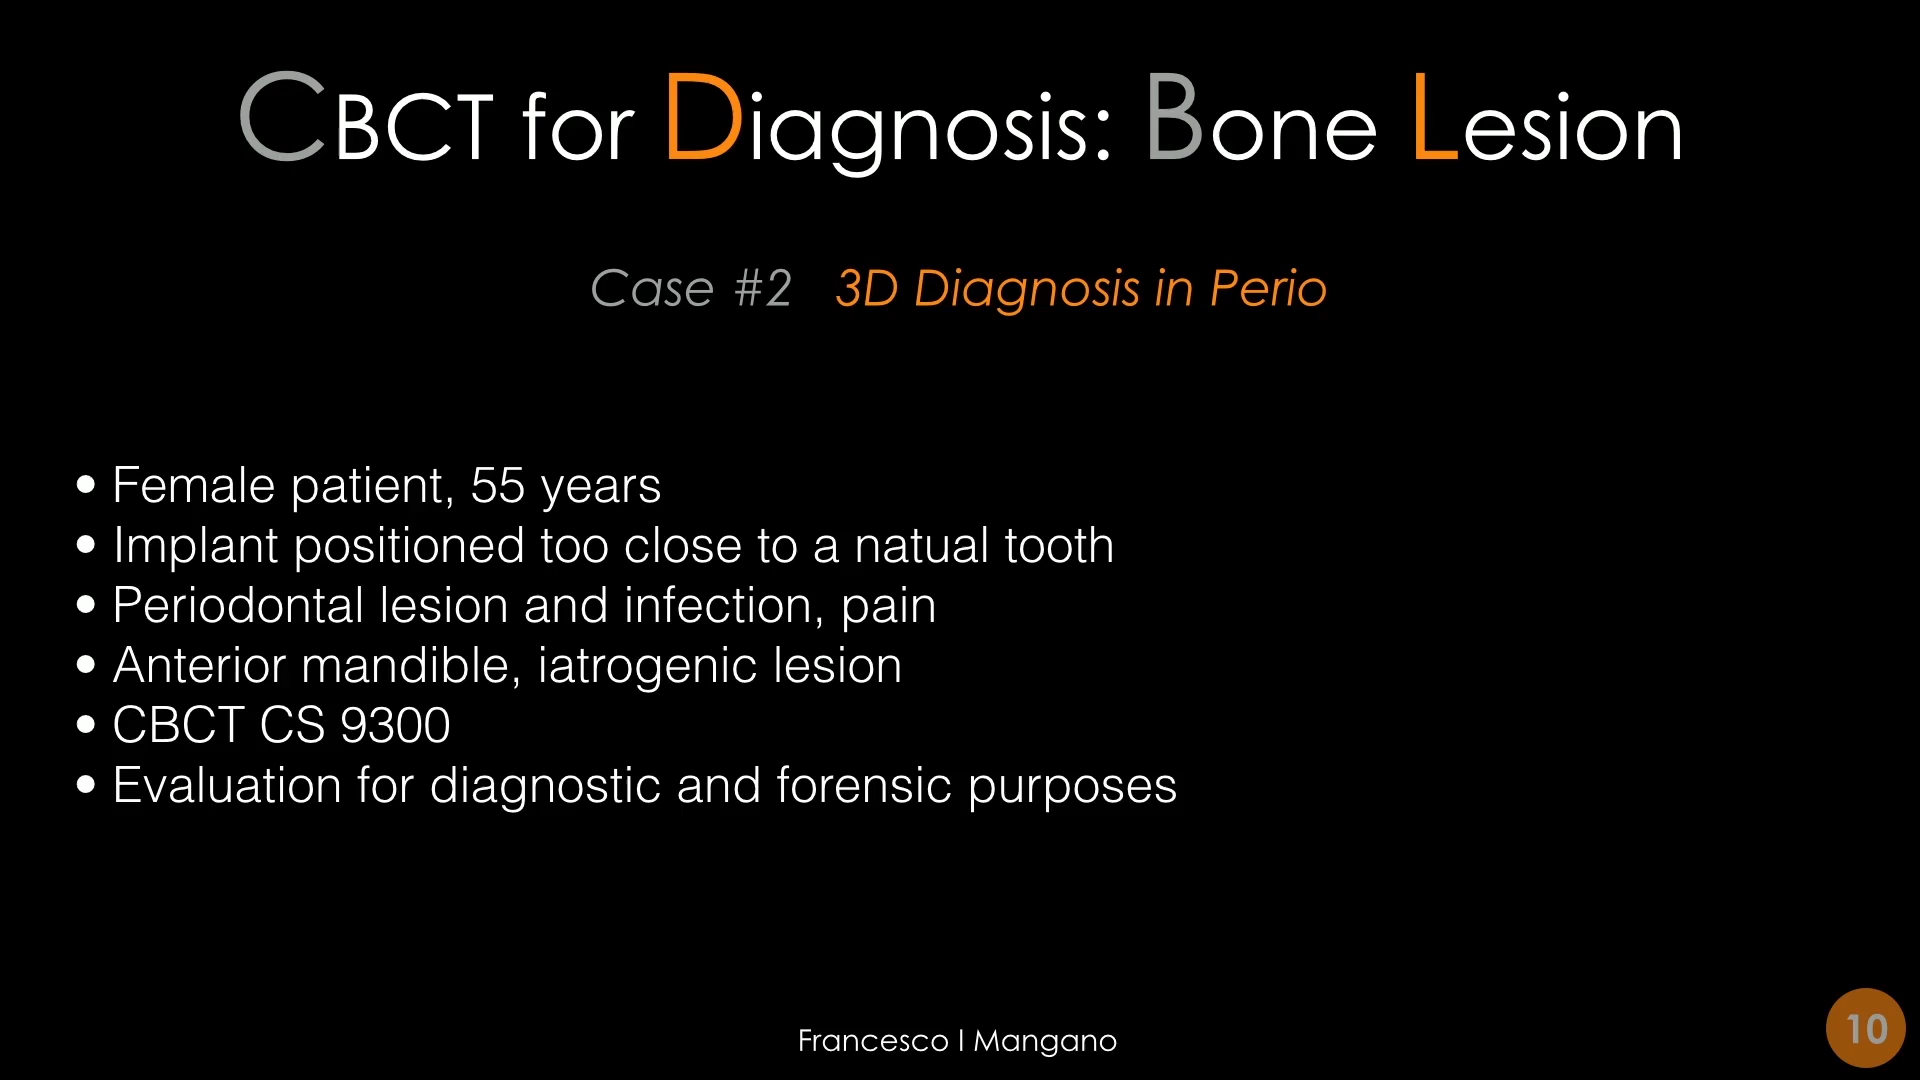 CBCT for Diagnosis: Bone Lesion
Case #2 3D Diagnosis in Perio
• Female patient, 55 years
• Implant positioned too close to a natual tooth
• Periodontal lesion and infection, pain
• Anterior mandible, iatrogenic lesion
• CBCT CS 9300
• Evaluation for diagnostic and forensic purposes
Francesco I Mangano
10